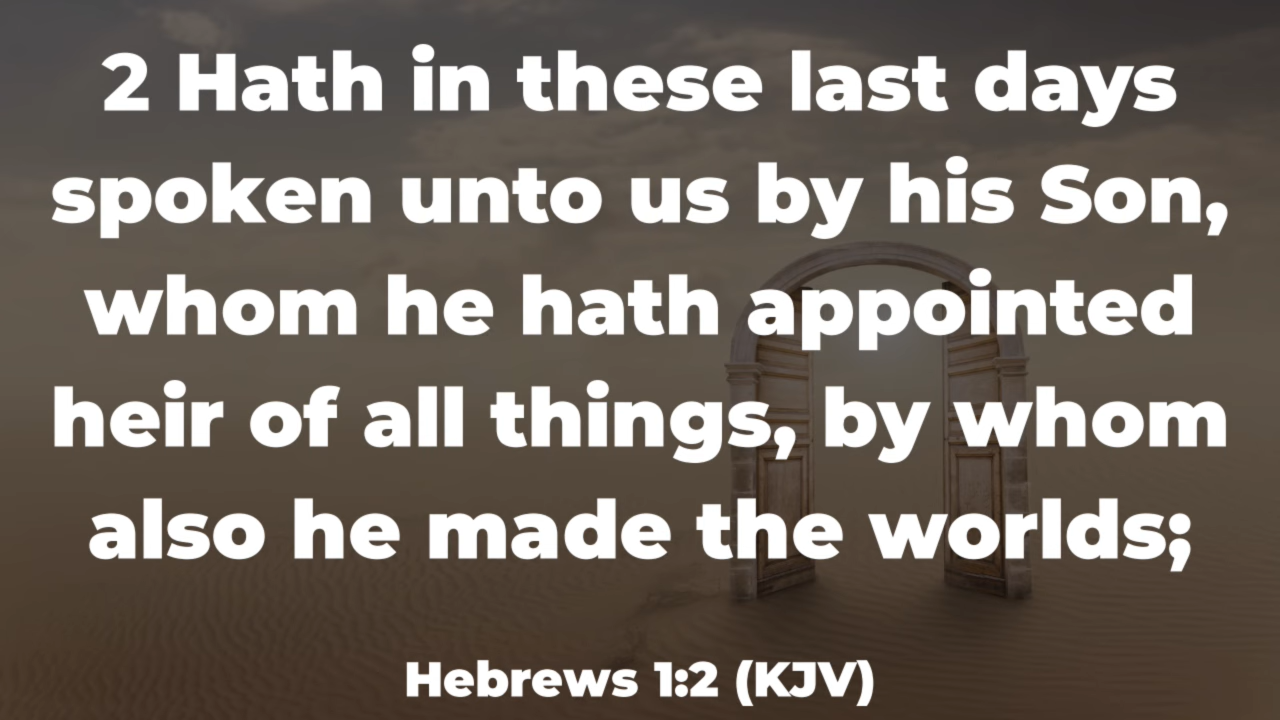 2 Hath in these last days
spoken unto us by his Son,
whom he hath appointed
heir of all things, by whom
also he made the worlds;
Hebrews 1:2 (KJV)